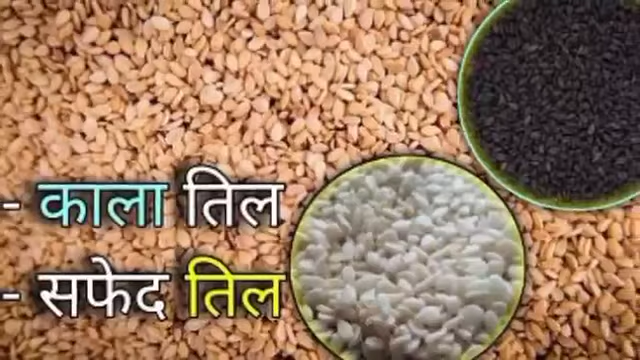 - काला तिल
- सफेद तिल